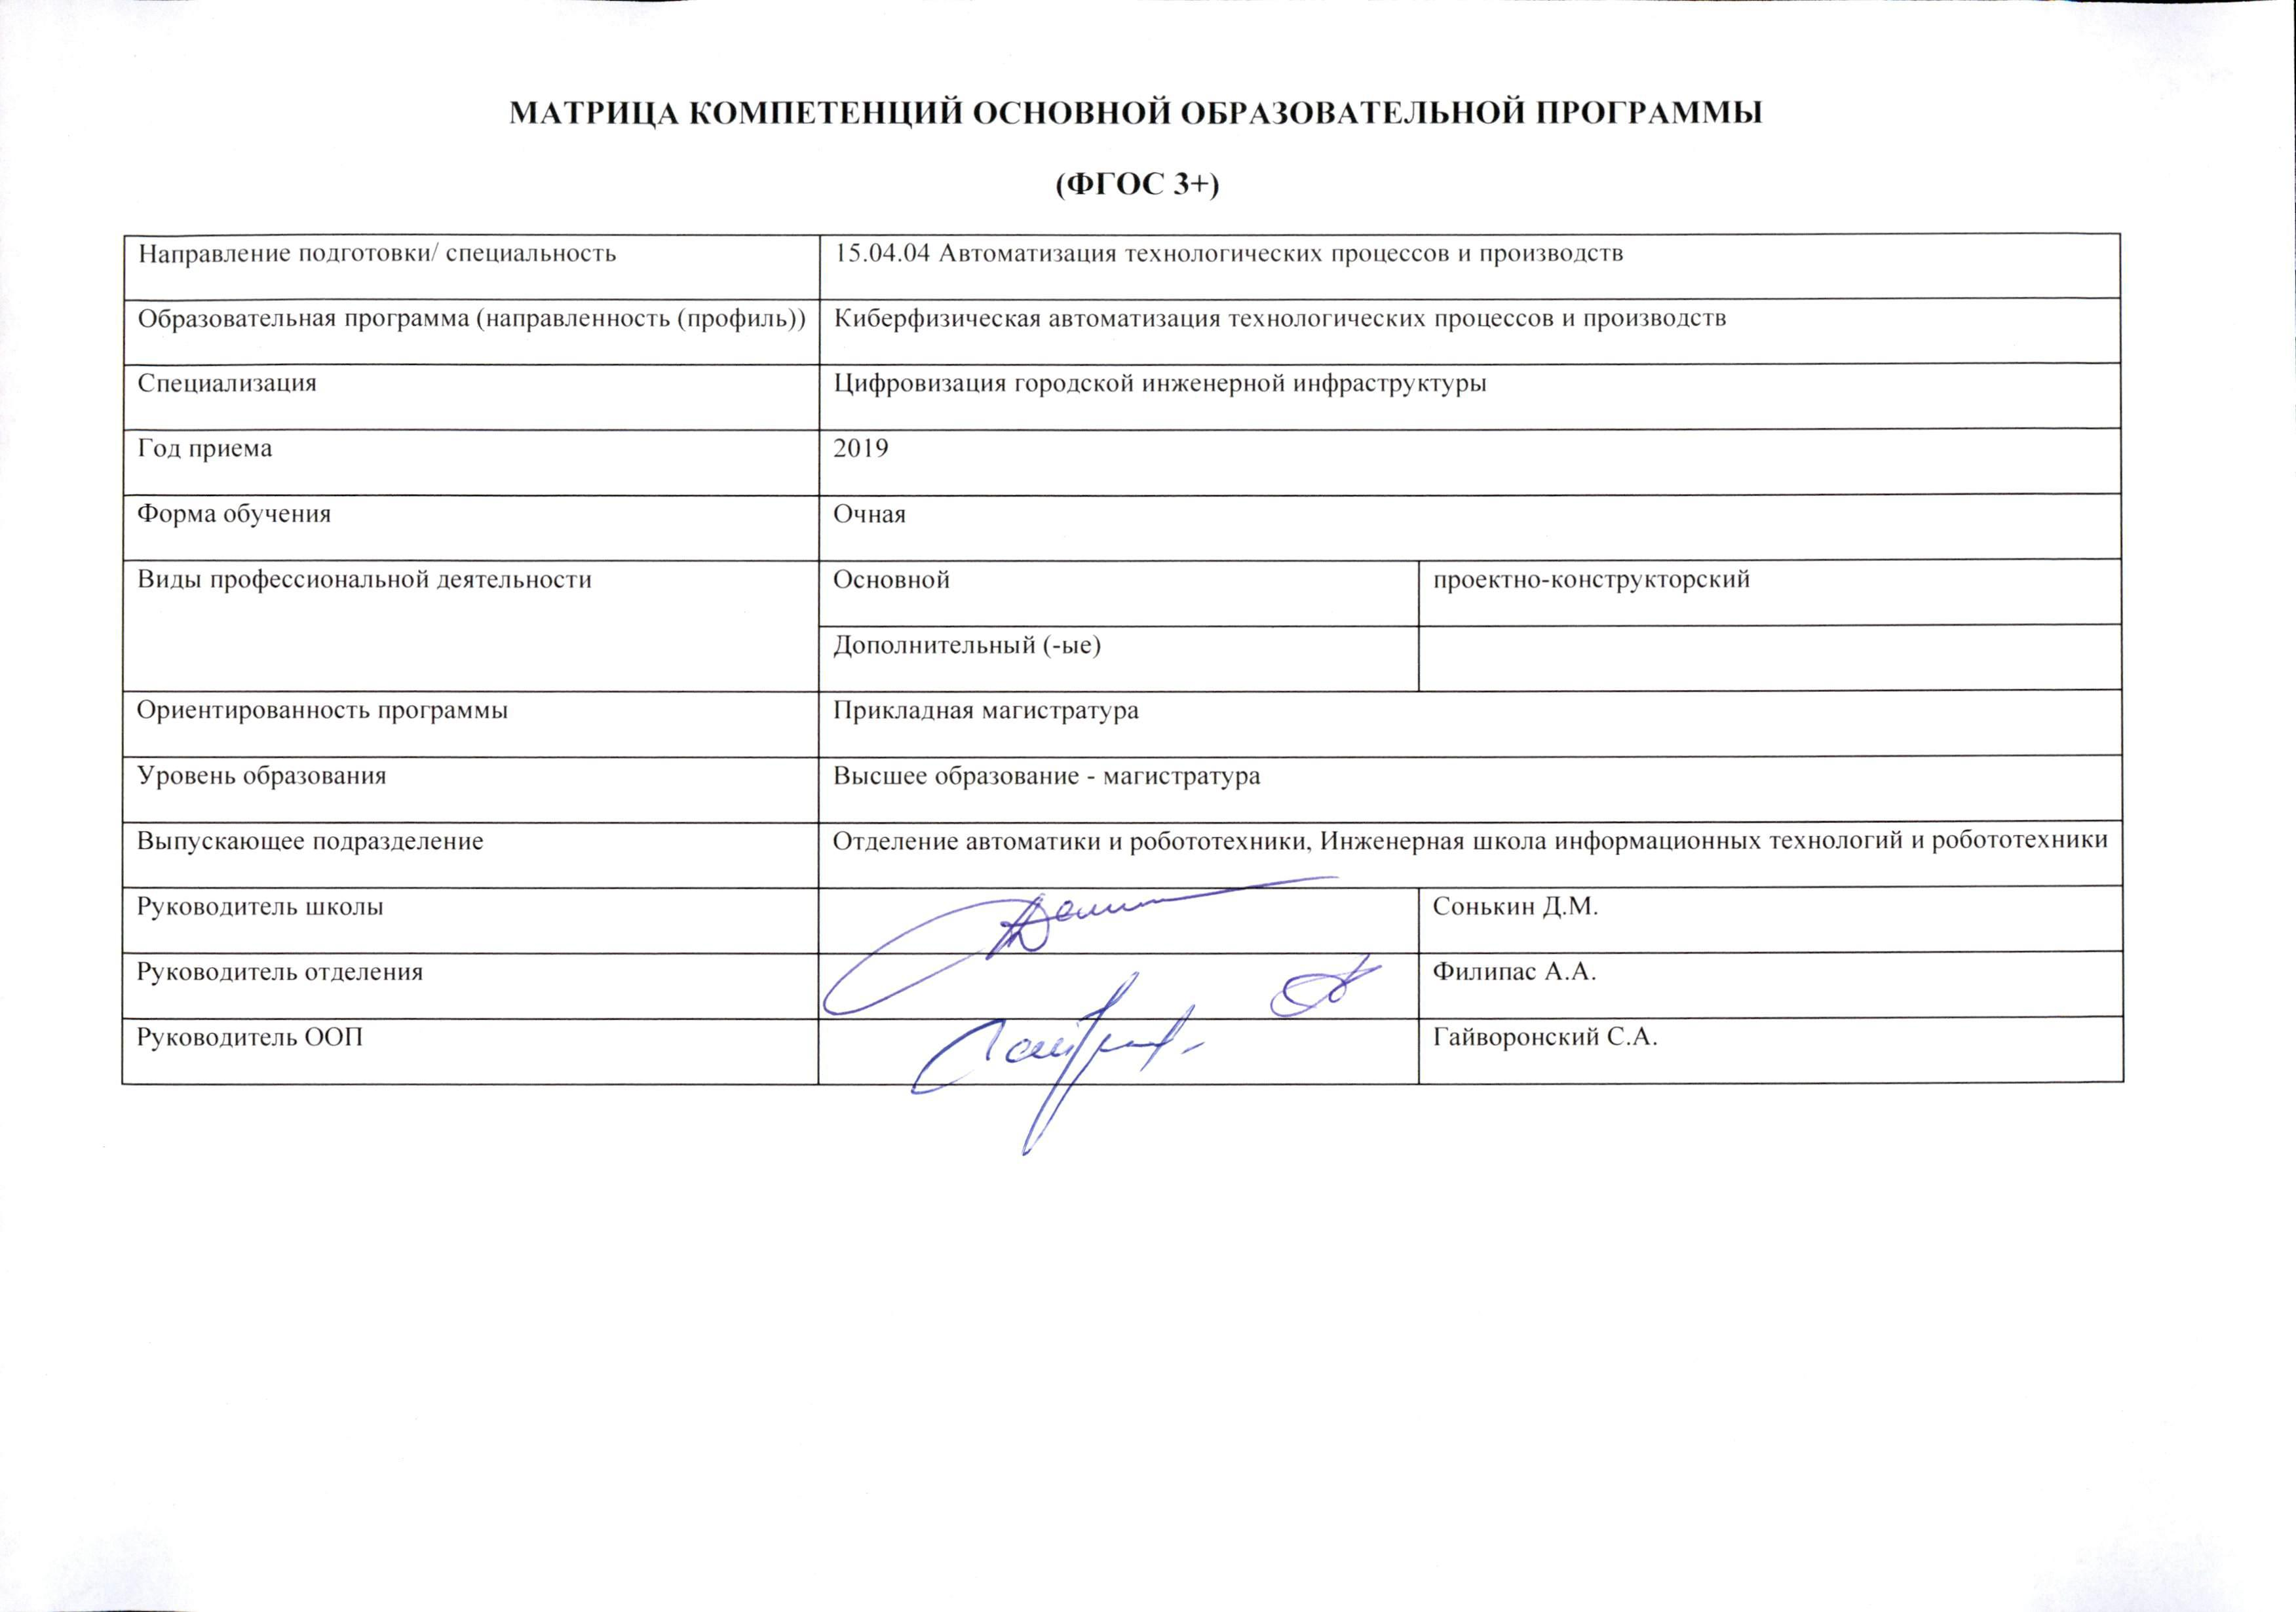 МАТРИЦА КОМПЕТЕНЦИЙ ОСНОВНОЙ ОБРАЗОВАТЕЛЬНОЙ ПРОГРАММЫ
(ФГОС 3+)
Направление подготовки/ специальность 15.04.04 Автоматизация технологических процессов и производств
Образовательная программа (направленность (профиль)) Киберфизическая автоматизация технологических процессов и производств
Специализация Цифровизация городской инженерной инфраструктуры
Год приема 2019
Форма обучения Очная
Виды профессиональной деятельности Основной проектно-конструкторский
Дополнительный (-ые)
Ориентированность программы Прикладная магистратура
Уровень образования Высшее образование - магистратура
Выпускающее подразделение Отделение автоматики и робототехники, Инженерная школа информационных технологий и робототехники
Руководитель школы Сонькин Д.М.
Руководитель отделения Филипас А.А.
Руководитель ООП Гайворонский С.А.